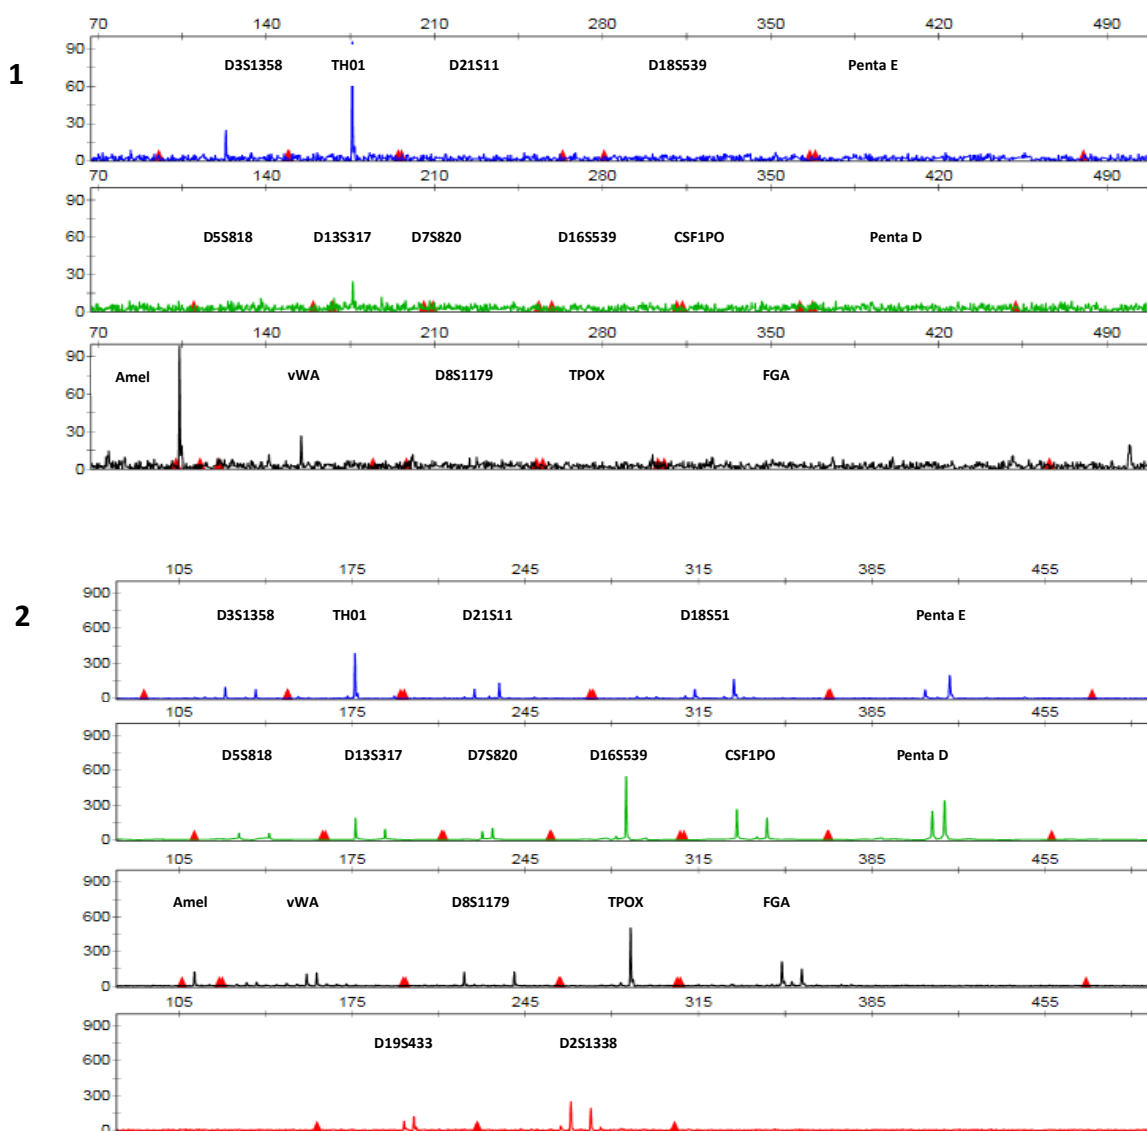 70 140 210 280 350 420 490
1
90
D3S1358 TH01 D21S11 D18S539 Penta E
60
30
0
70 140 210 280 350 420 490
90
60
D5S818 D13S317 D7S820 D16S539 CSF1PO Penta D
30
0
70 140 210 280 350 420 490
90
Amel vWA D8S1179 TPOX FGA
60
30
0
105 175 245 315 385 455
2
900
D3S1358 TH01 D21S11 D18S51 Penta E
600
300
0
105 175 245 315 385 455
900
D5S818 D13S317 D7S820 D16S539 CSF1PO Penta D
600
300
0
105 175 245 315 385 455
900
Amel vWA D8S1179 TPOX FGA
600
300
0
105 175 245 315 385 455
900
D19S433 D2S1338
600
300
0